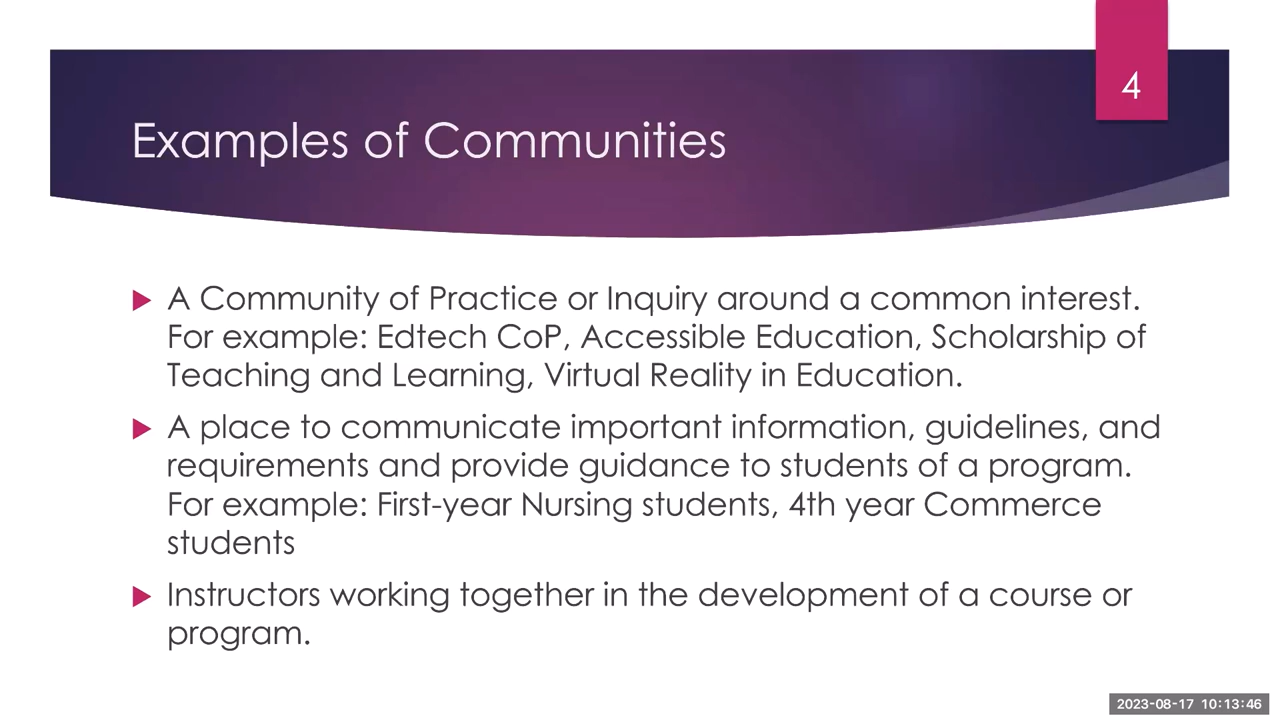 4
Examples of Communities
A Community of Practice or Inquiry around a common interest.
For example: Edtech CoP, Accessible Education, Scholarship of
Teaching and Learning, Virtual Reality in Education.
A place to communicate important information, guidelines, and
requirements and provide guidance to students of a program.
For example: First-year Nursing students, 4th year Commerce
students
Instructors working together in the development of a course or
program.
2023-08-17 10:13:46